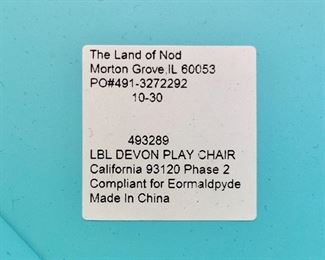 The Land of Nod
Morton Grove,IL 60053
PO#491-3272292
10-30
493289
LBL DEVON PLAY CHAIR
California 93120 Phase 2
Compliant for Eormaldpyde
Made In China